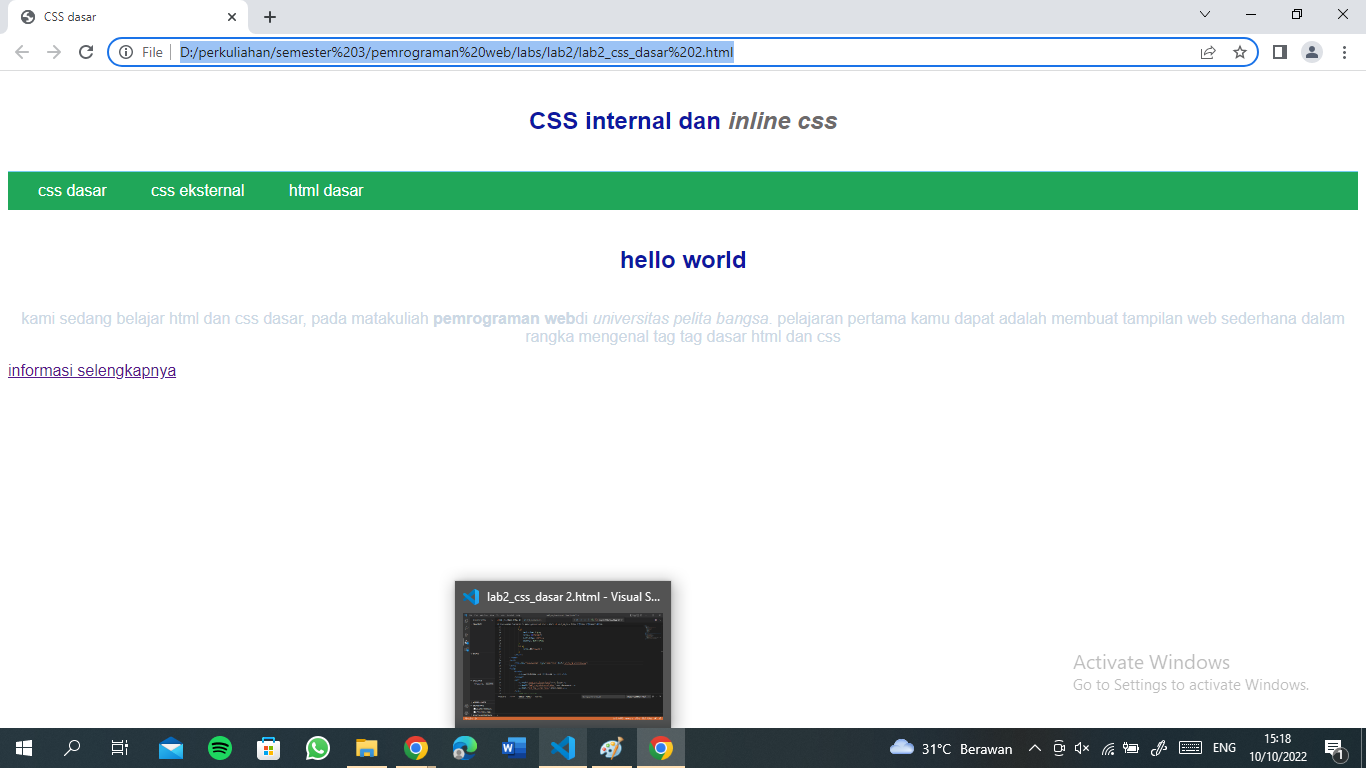 CSS dasar
File
D:/perkuliahan/semester%203/pemrograman%20web/labs/lab2/lab2_css_dasar%202.html
CSS internal dan inline css
css dasar css eksternal html dasar
hello world
kami sedang belajar html dan css dasar, pada matakuliah pemrograman webdi universitas pelita bangsa. pelajaran pertama kamu dapat adalah membuat tampilan web sederhana dalam
rangka mengenal tag tag dasar html dan css
informasi selengkapnya
lab2_css_dasar 2.html - Visual S...
Activate Windows
Go to Settings to activate Windows.
31°C Berawan
ENG
15:18
10/10/2022
1